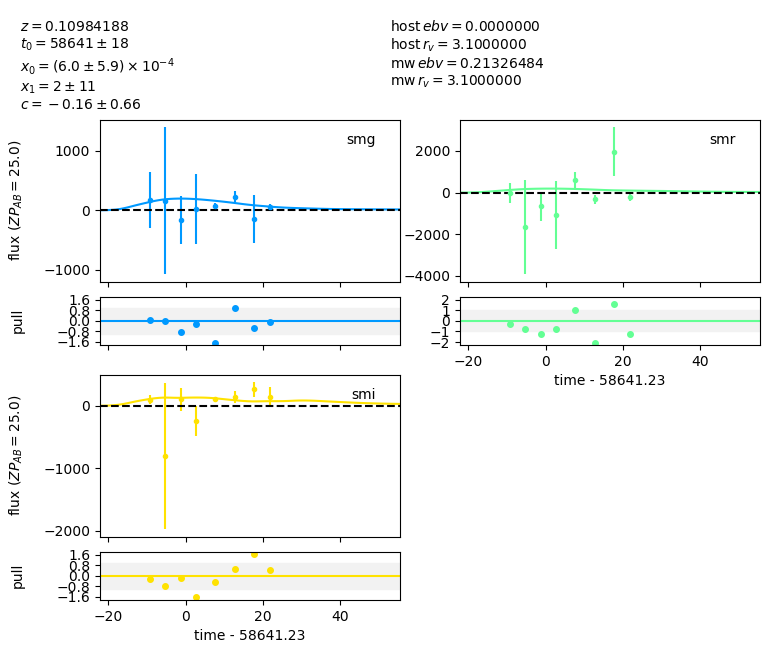 z = 0.10984188
t₀ = 58641 ± 18
x₀ = (6.0 ± 5.9) × 10⁻⁴
x₁ = 2 ± 11
c = −0.16 ± 0.66
host ebv = 0.0000000
host r_v = 3.1000000
mw ebv = 0.21326484
mw r_v = 3.1000000
smg
flux (ZP_AB = 25.0)
1000
0
−1000
pull
1.6
0.8
0.0
−0.8
−1.6
smr
2000
0
−2000
−4000
2
1
0
−1
−2
−20 0 20 40
time - 58641.23
smi
flux (ZP_AB = 25.0)
0
−1000
−2000
pull
1.6
0.8
0.0
−0.8
−1.6
−20 0 20 40
time - 58641.23